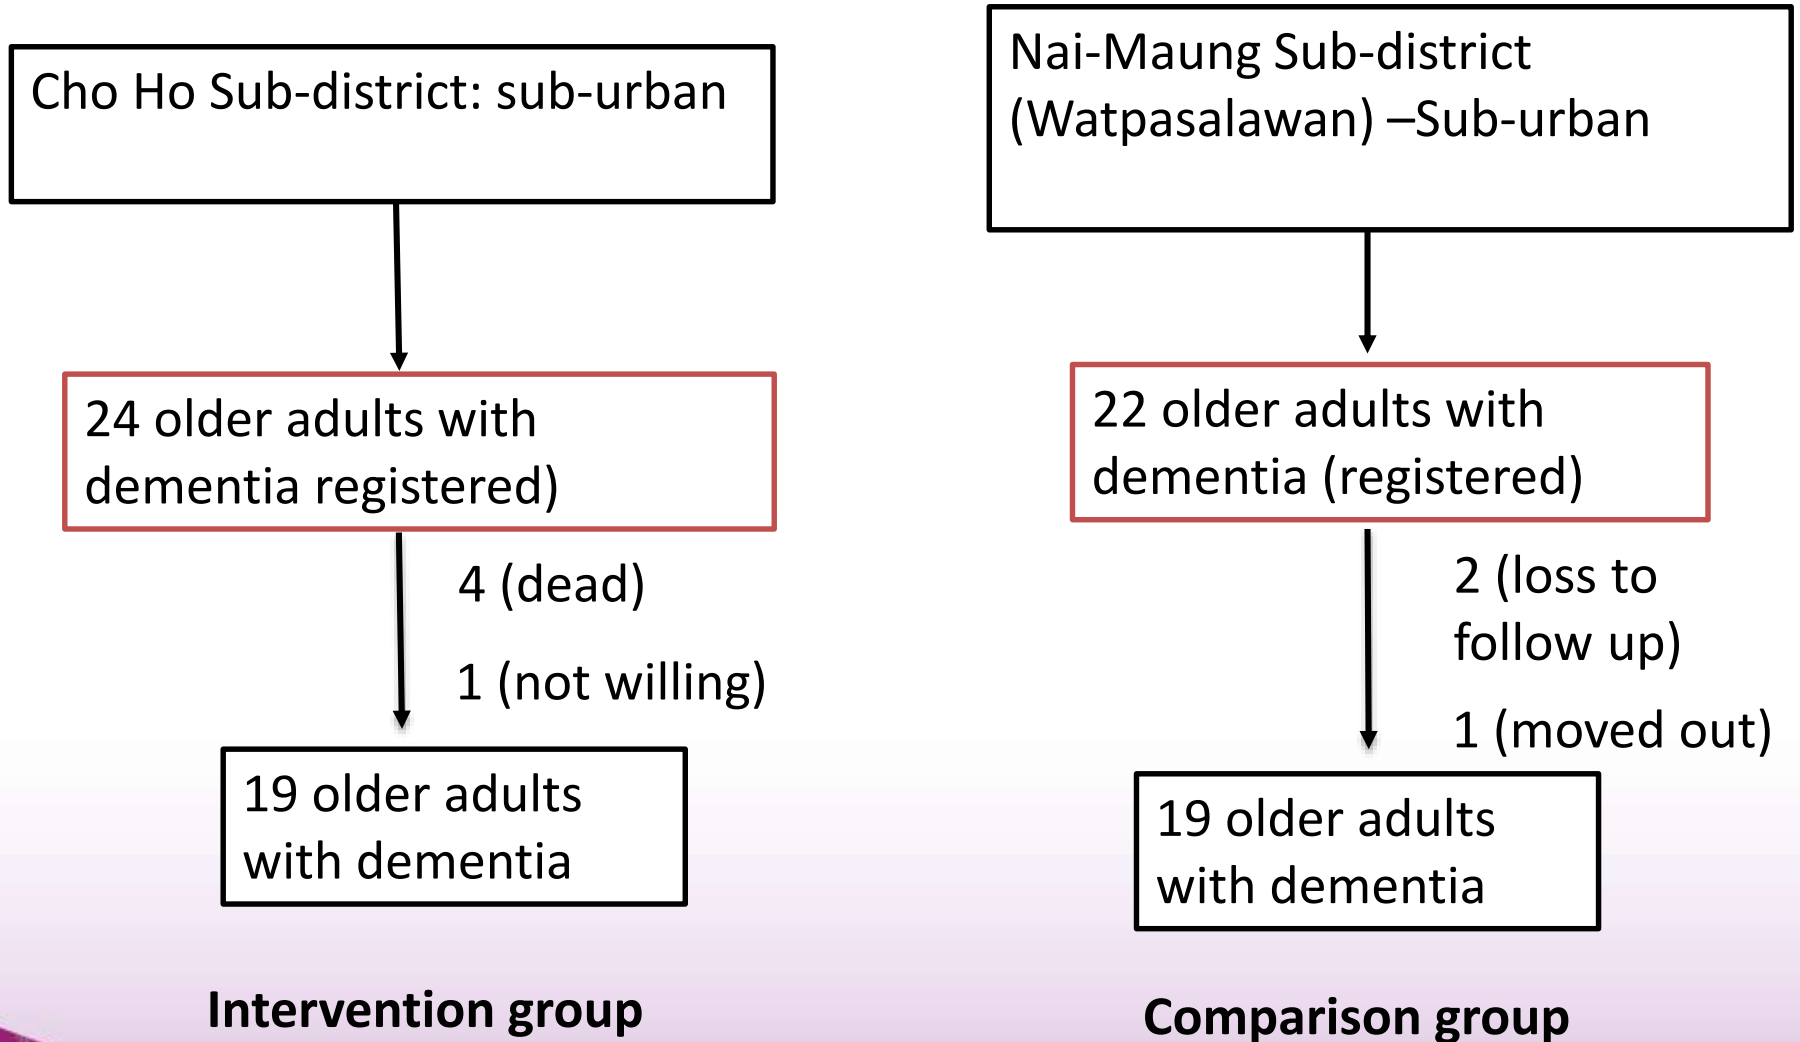 Cho Ho Sub-district: sub-urban
24 older adults with
dementia registered)
4 (dead)
1 (not willing)
19 older adults
with dementia
Intervention group
Nai-Maung Sub-district
(Watpasalawan) –Sub-urban
22 older adults with
dementia (registered)
2 (loss to
follow up)
1 (moved out)
19 older adults
with dementia
Comparison group